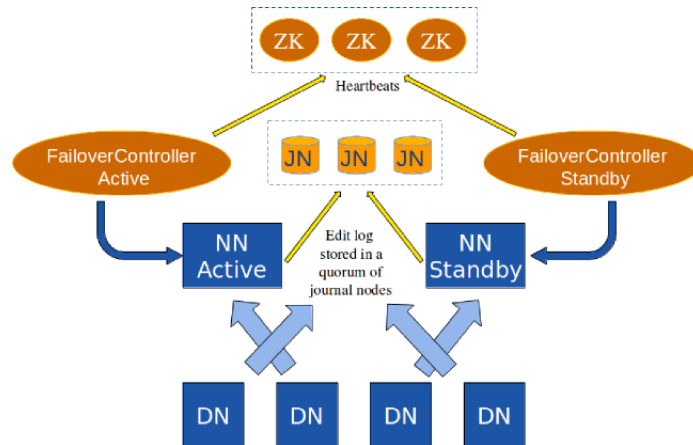 ZK ZK ZK
Heartbeats
FailoverController
Active
JN JN JN
FailoverController
Standby
NN
Active
Edit log
stored in a
quorum of
journal nodes
NN
Standby
DN DN DN DN